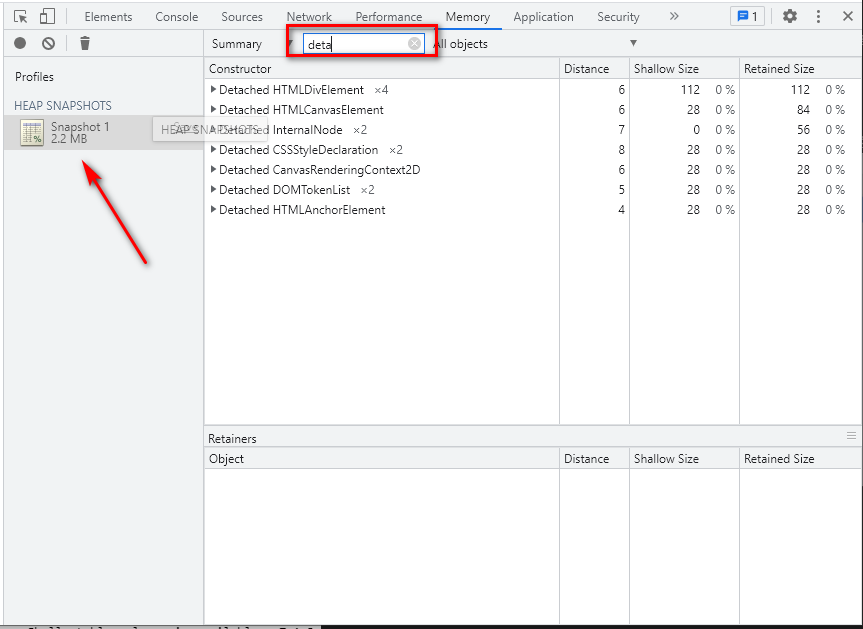 Elements Console Sources Network Performance Memory Application Security » 1
Summary deta All objects
Profiles
HEAP SNAPSHOTS
Snapshot 1
2.2 MB
HEAP SNAPSHOTS
Constructor Distance Shallow Size Retained Size
Detached HTMLDivElement ×4 6 112 0 % 112 0 %
Detached HTMLCanvasElement 6 28 0 % 84 0 %
Detached InternalNode ×2 7 0 0 % 56 0 %
Detached CSSStyleDeclaration ×2 8 28 0 % 28 0 %
Detached CanvasRenderingContext2D 6 28 0 % 28 0 %
Detached DOMTokenList ×2 5 28 0 % 28 0 %
Detached HTMLAnchorElement 4 28 0 % 28 0 %
Retainers
Object Distance Shallow Size Retained Size